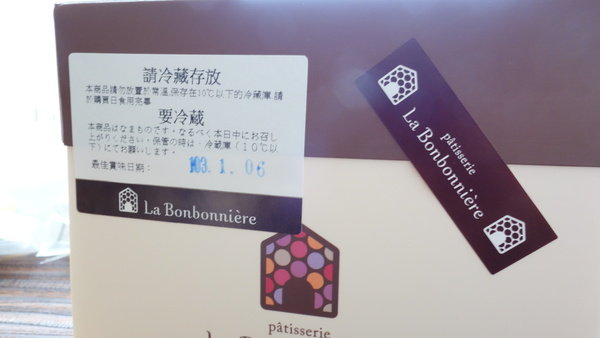 請冷藏存放
本商品請勿放置於常溫,保存在10℃以下的冷藏庫,請
於購買日食用完畢
要冷蔵
本商品はなまものです・なるべく本日中にお召し
上がりください・保管の時は・冷蔵庫(10℃以
下)にてお願いします・
最佳賞味日期: 103.1.06
La Bonbonnière
pâtisserie
La Bonbonnière
pâtisserie